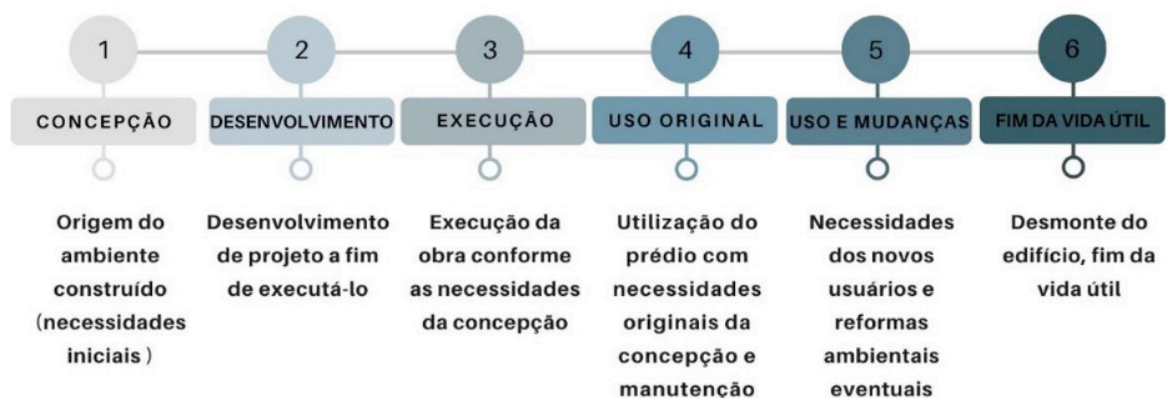 1
2
3
4
5
6
CONCEPÇÃO
DESENVOLVIMENTO
EXECUÇÃO
USO ORIGINAL
USO E MUDANÇAS
FIM DA VIDA ÚTIL
Origem do
ambiente
construído
(necessidades
iniciais )
Desenvolvimento
de projeto a fim
de executá-lo
Execução da
obra conforme
as necessidades
da concepção
Utilização do
prédio com
necessidades
originais da
concepção e
manutenção
Necessidades
dos novos
usuários e
reformas
ambientais
eventuais
Desmonte do
edifício, fim da
vida útil